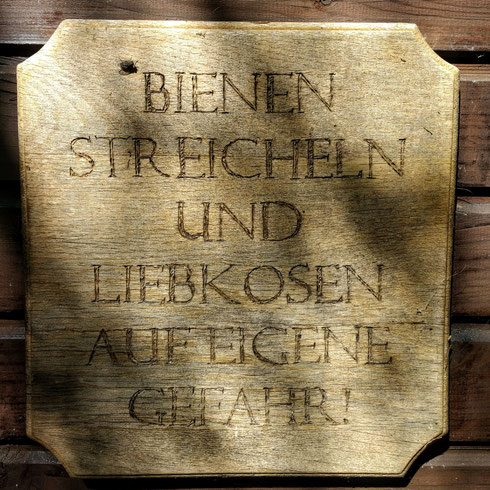 BIENEN
STREICHELN
UND
LIEBKOSEN
AUF EIGENE
GEFAHR!